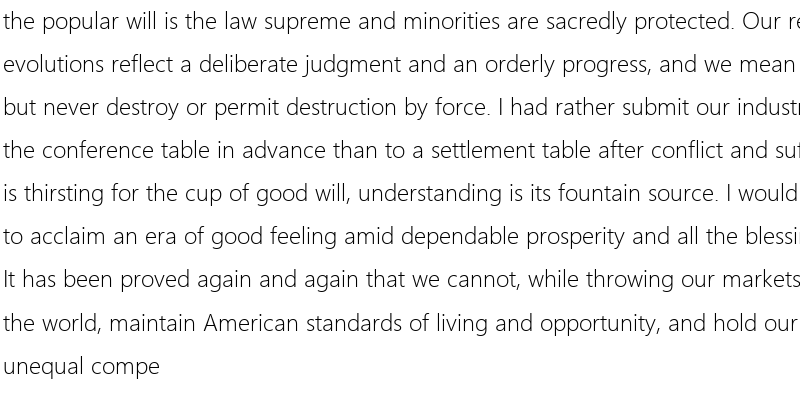 the popular will is the law supreme and minorities are sacredly protected. Our
evolutions reflect a deliberate judgment and an orderly progress, and we mean
but never destroy or permit destruction by force. I had rather submit our
the conference table in advance than to a settlement table after conflict and
is thirsting for the cup of good will, understanding is its fountain source. I would
to acclaim an era of good feeling amid dependable prosperity and all the
It has been proved again and again that we cannot, while throwing our markets
the world, maintain American standards of living and opportunity, and hold our
unequal compe